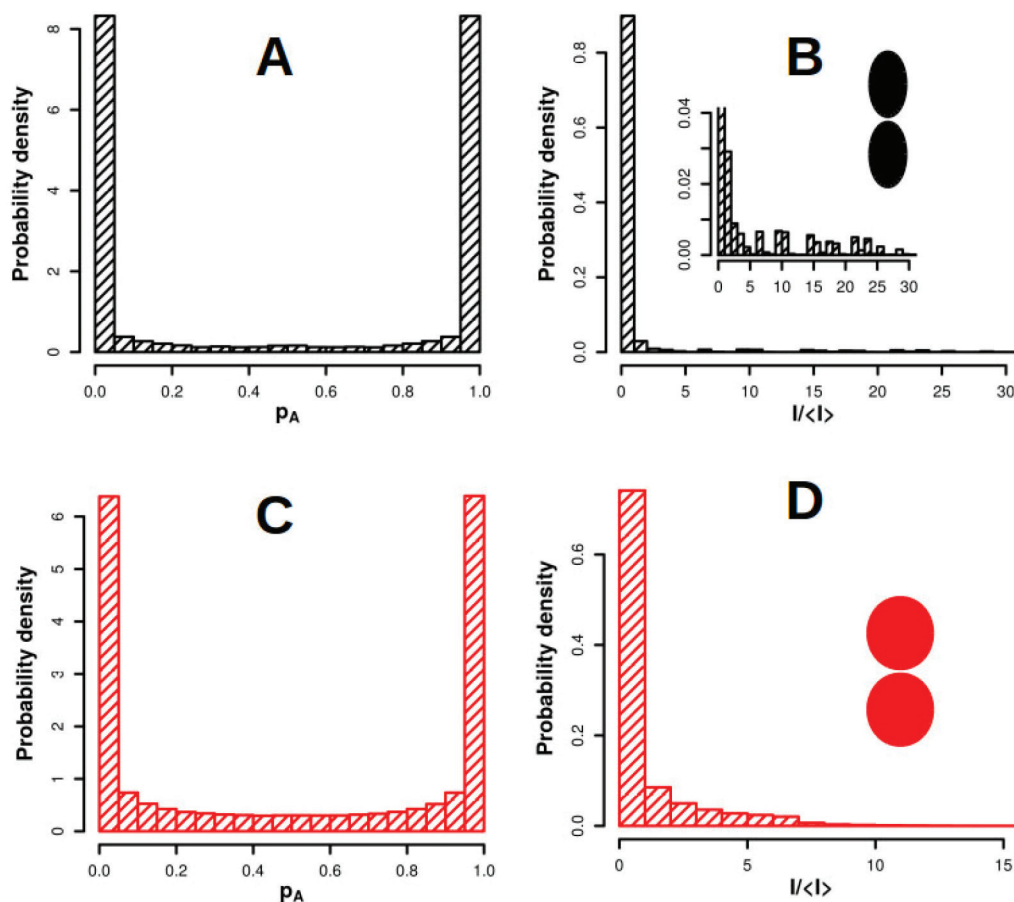 A
Probability density
0 2 4 6 8
0.0 0.2 0.4 0.6 0.8 1.0
pA
B
Probability density
0.0 0.2 0.4 0.6 0.8
0.00 0.02 0.04
0 5 10 15 20 25 30
0 5 10 15 20 25 30
I/<I>
C
Probability density
0 1 2 3 4 5 6
0.0 0.2 0.4 0.6 0.8 1.0
pA
D
Probability density
0.0 0.2 0.4 0.6
0 5 10 15
I/<I>